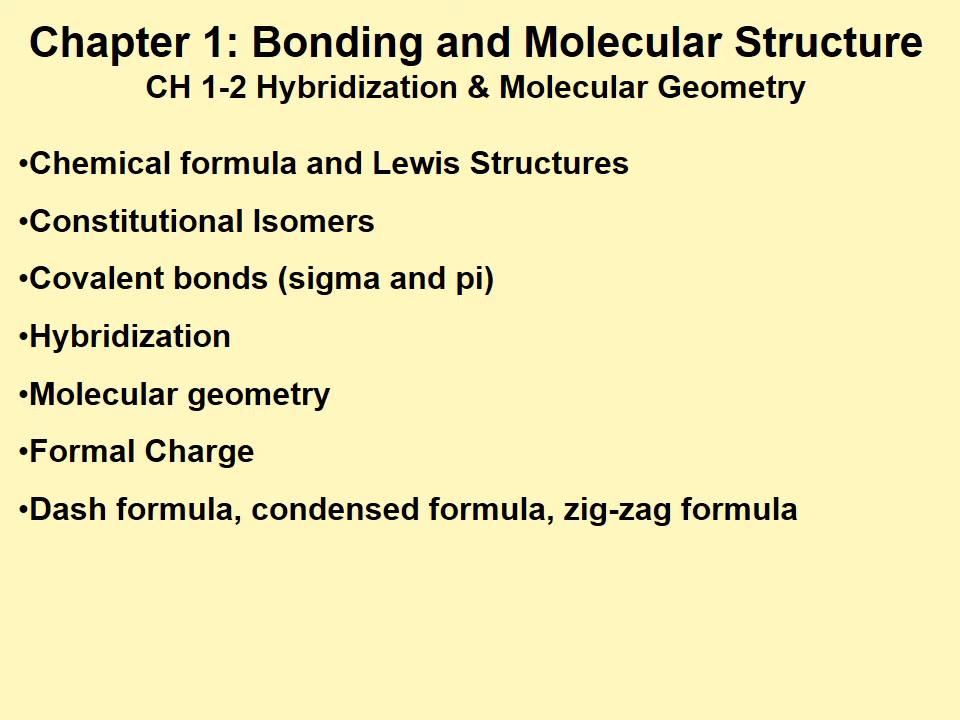 Chapter 1: Bonding and Molecular Structure
CH 1-2 Hybridization & Molecular Geometry
•Chemical formula and Lewis Structures
•Constitutional Isomers
•Covalent bonds (sigma and pi)
•Hybridization
•Molecular geometry
•Formal Charge
•Dash formula, condensed formula, zig-zag formula